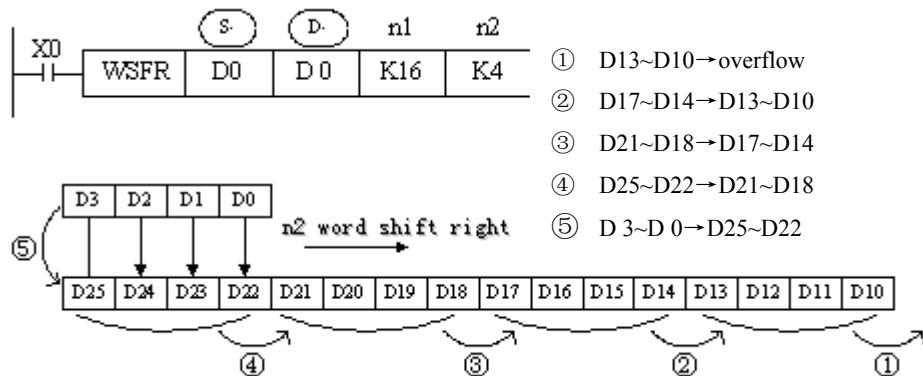 S· D· n1 n2
X0 WSFR D0 D 0 K16 K4
① D13~D10→overflow
② D17~D14→D13~D10
③ D21~D18→D17~D14
④ D25~D22→D21~D18
⑤ D 3~D 0→D25~D22
D3 D2 D1 D0
⑤ n2 word shift right
D25 D24 D23 D22 D21 D20 D19 D18 D17 D16 D15 D14 D13 D12 D11 D10
④ ③ ② ①